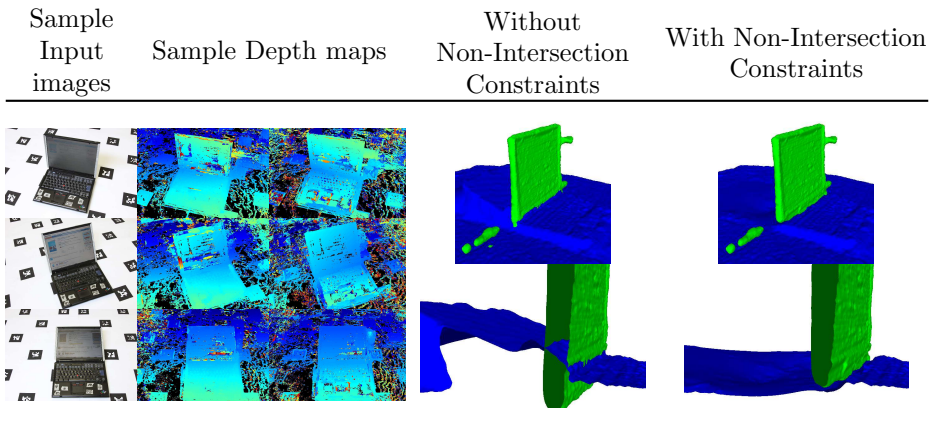 Sample
Input
images
Sample Depth maps
Without
Non-Intersection
Constraints
With Non-Intersection
Constraints